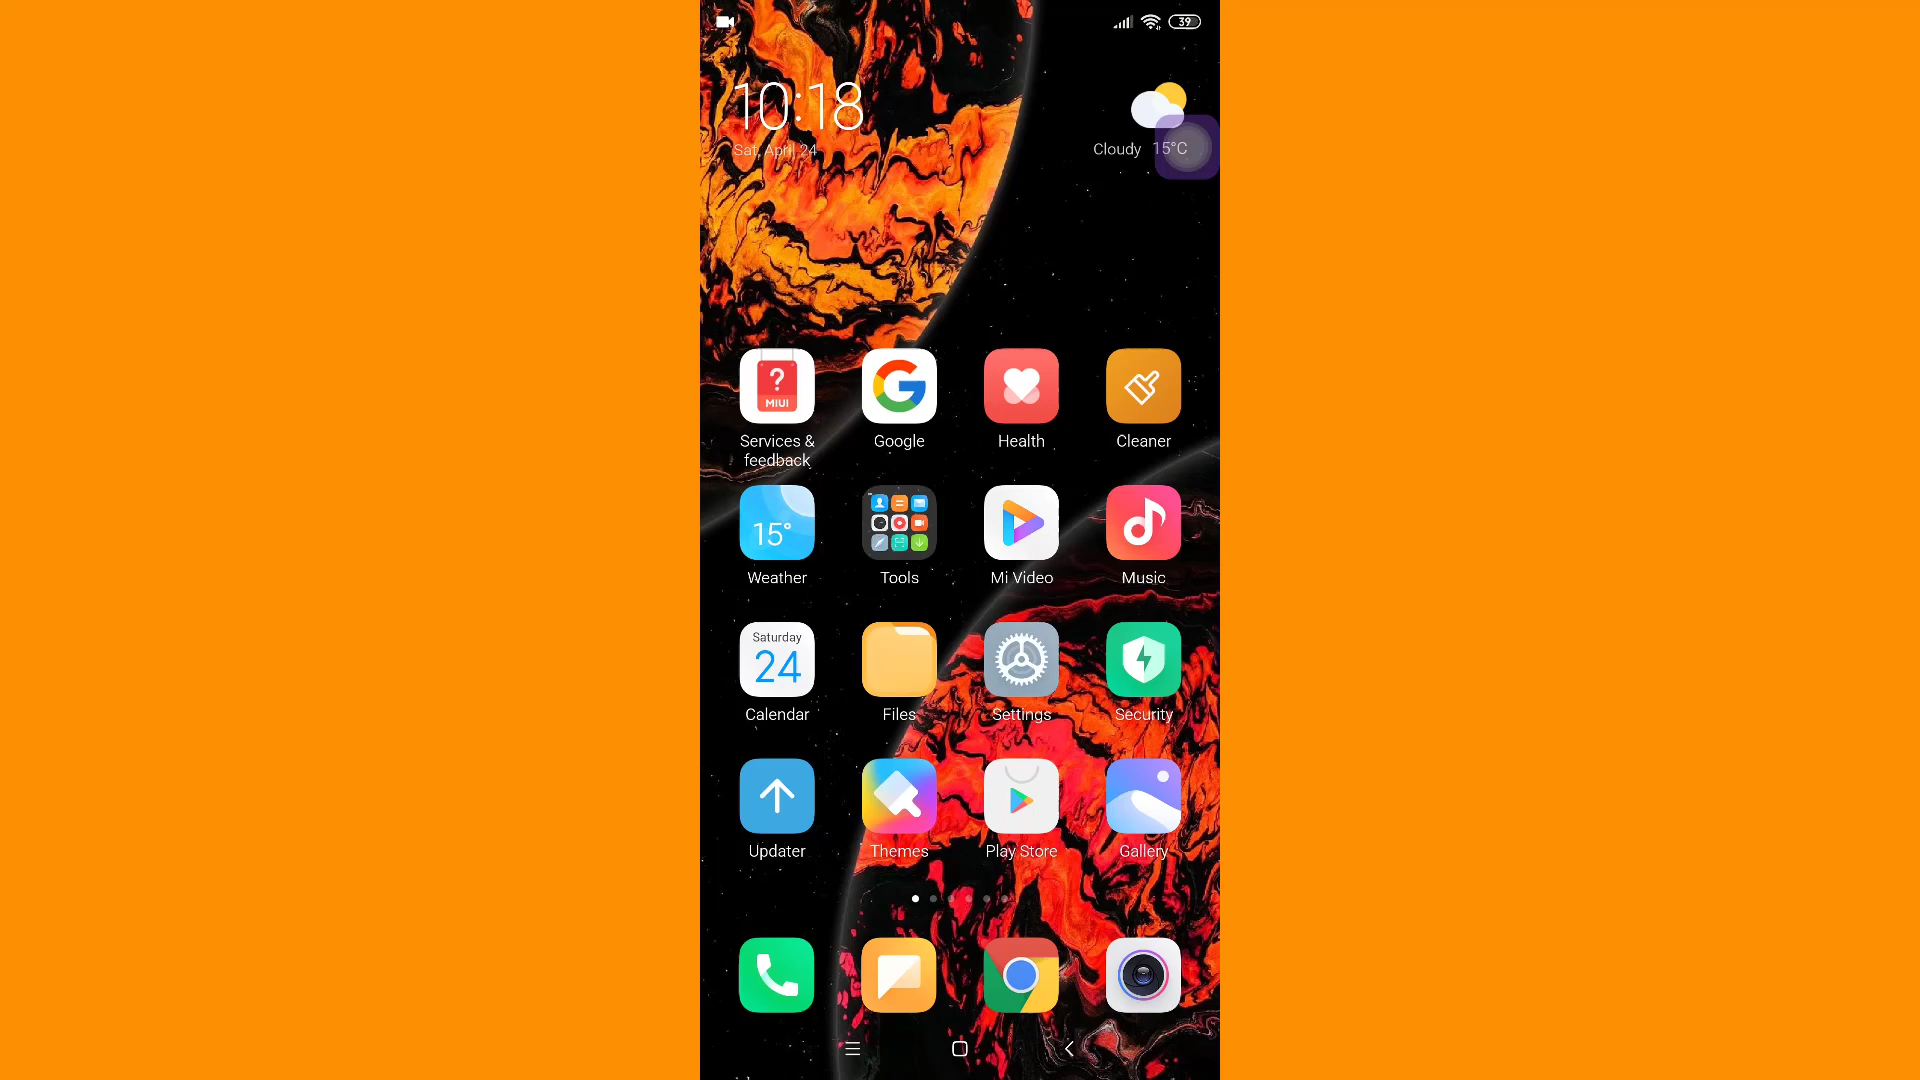 39
10:18
Sat, April 24
Cloudy 15°C
?
MIUI
Services &
feedback
Google
Health
Cleaner
15°
Weather
Tools
Mi Video
Music
Saturday
24
Calendar
Files
Settings
Security
Updater
Themes
Play Store
Gallery